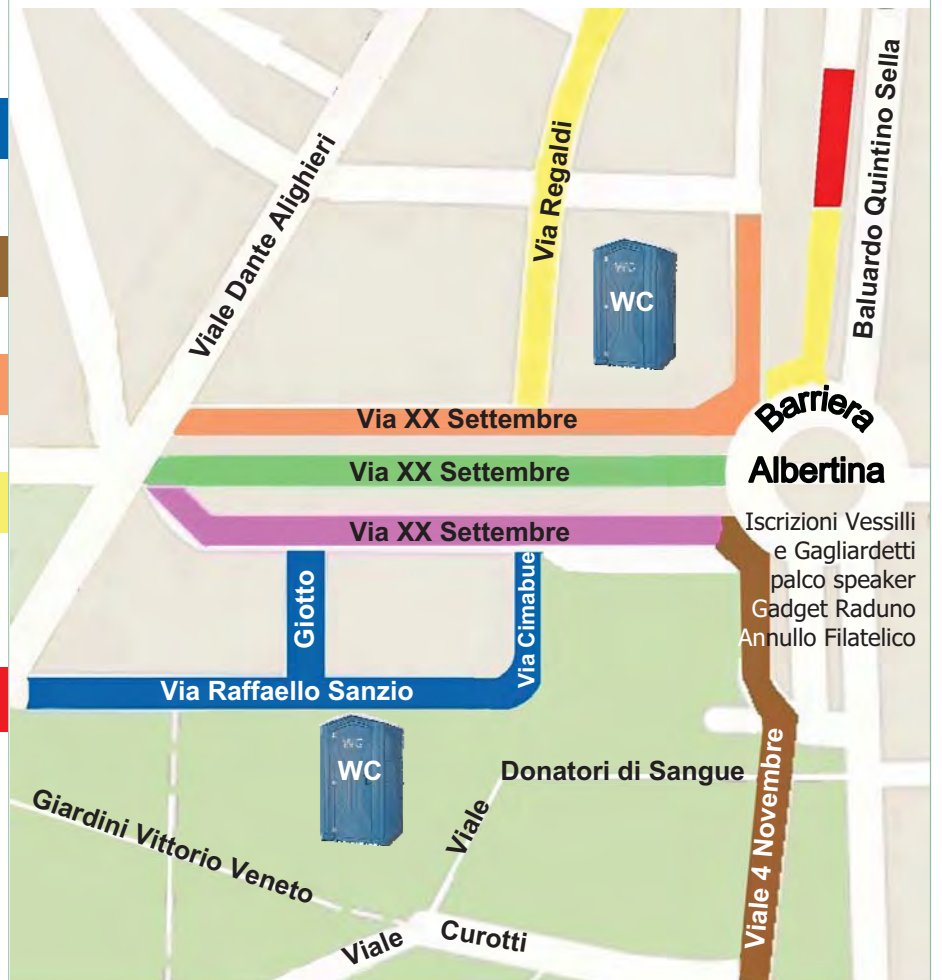 Baluardo Quintino Sella
Via Regaldi
Viale Dante Alighieri
WC
WC
Barriera
Albertina
Via XX Settembre
Via XX Settembre
Via XX Settembre
Iscrizioni Vessilli
e Gagliardetti
palco speaker
Gadget Raduno
Annullo Filatelico
Giotto
Via Cimabue
Via Raffaello Sanzio
WC
WC
Donatori di Sangue
Viale
Viale 4 Novembre
Giardini Vittorio Veneto
Viale
Curotti